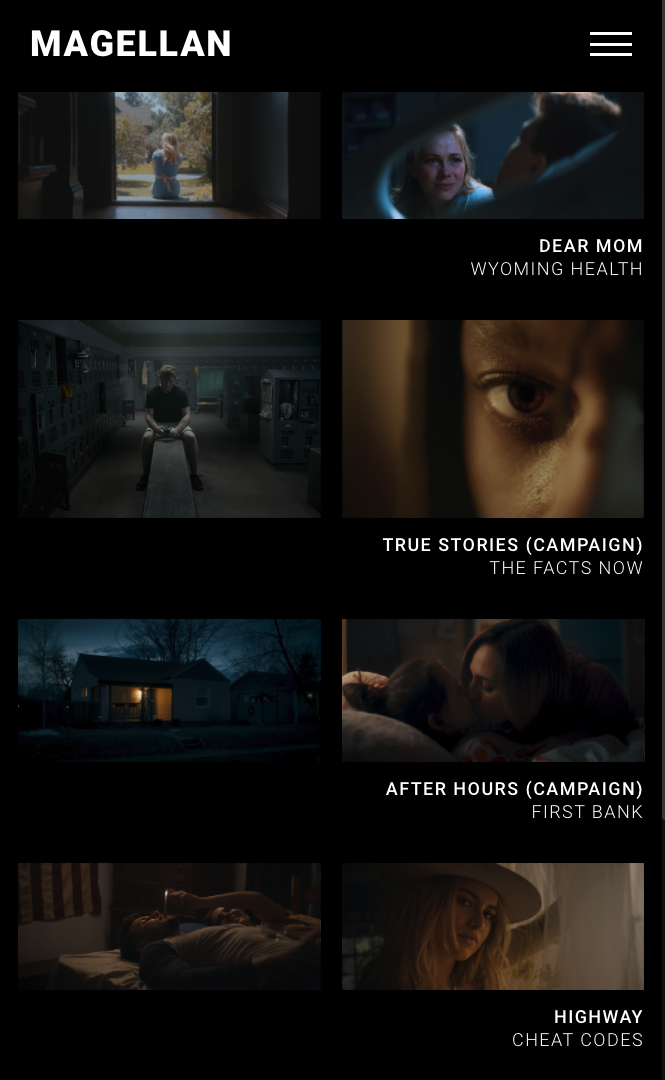 MAGELLAN
DEAR MOM
WYOMING HEALTH
TRUE STORIES (CAMPAIGN)
THE FACTS NOW
AFTER HOURS (CAMPAIGN)
FIRST BANK
HIGHWAY
CHEAT CODES